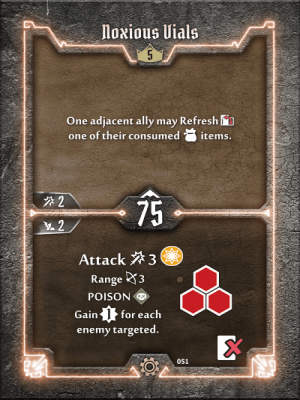 Noxious Vials
5
One adjacent ally may Refresh
one of their consumed items.
2
75
2
Attack 3
Range 3
POISON
Gain 1 for each
enemy targeted.
051